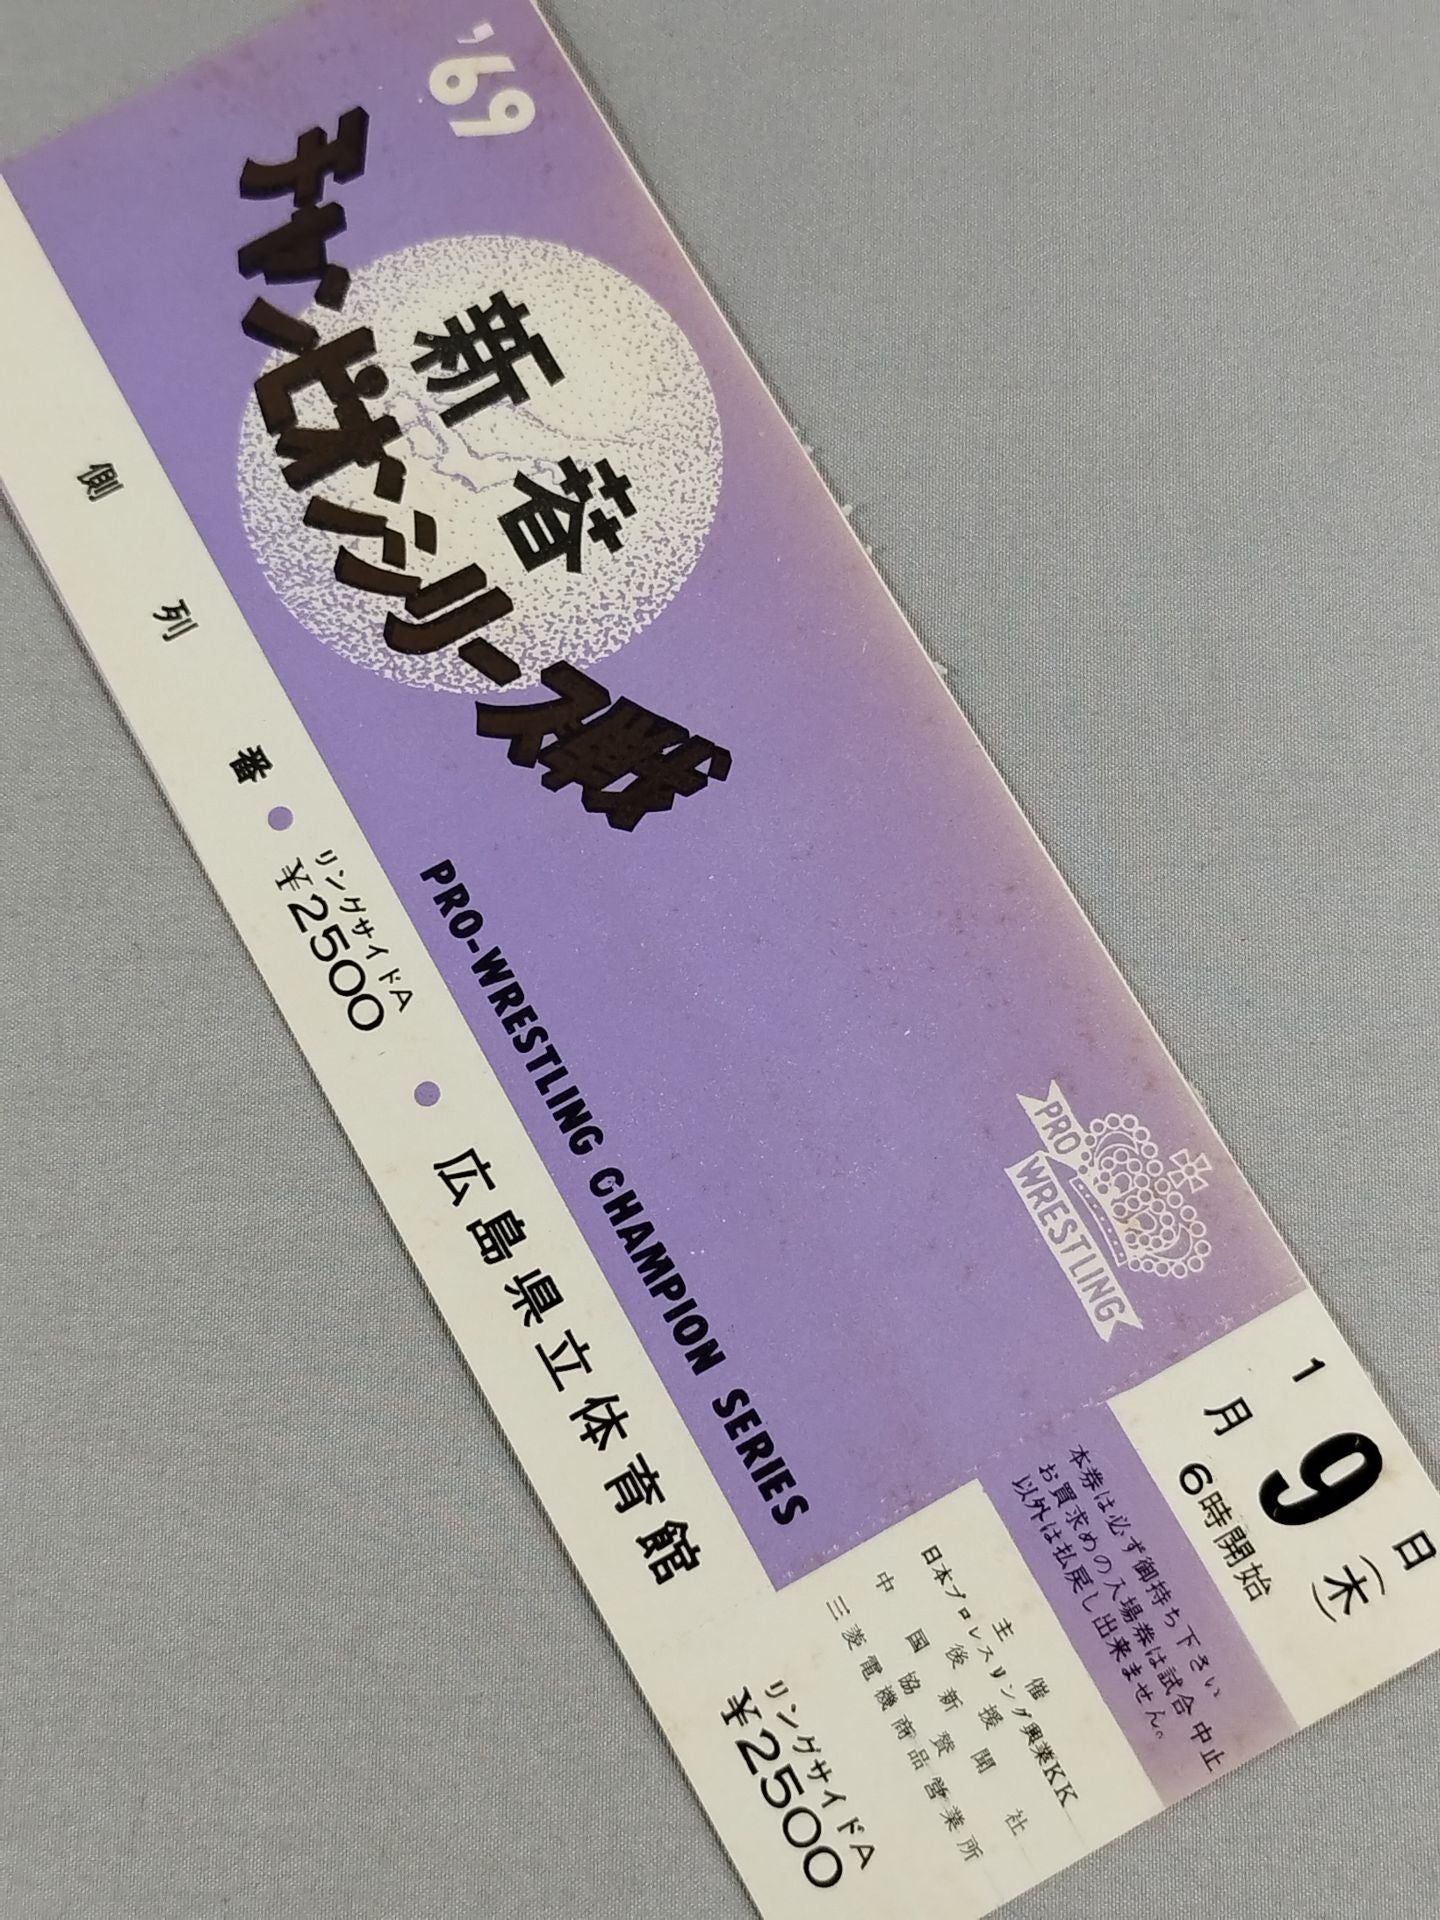 '69
新春
チャンピオンシリーズ戦
PRO-WRESTLING CHAMPION SERIES
PRO WRESTLING
側 列 番
リングサイドA
¥2500
広島県立体育館
1月9日(木)
6時開始
本券は必ず御持ち下さい
お買求めの入場券は試合中止
以外は払戻し出来ません。
主催
日本プロレスリング興業KK
後援
中国新聞社
協賛
三菱電機商品営業所
リングサイドA
¥2500